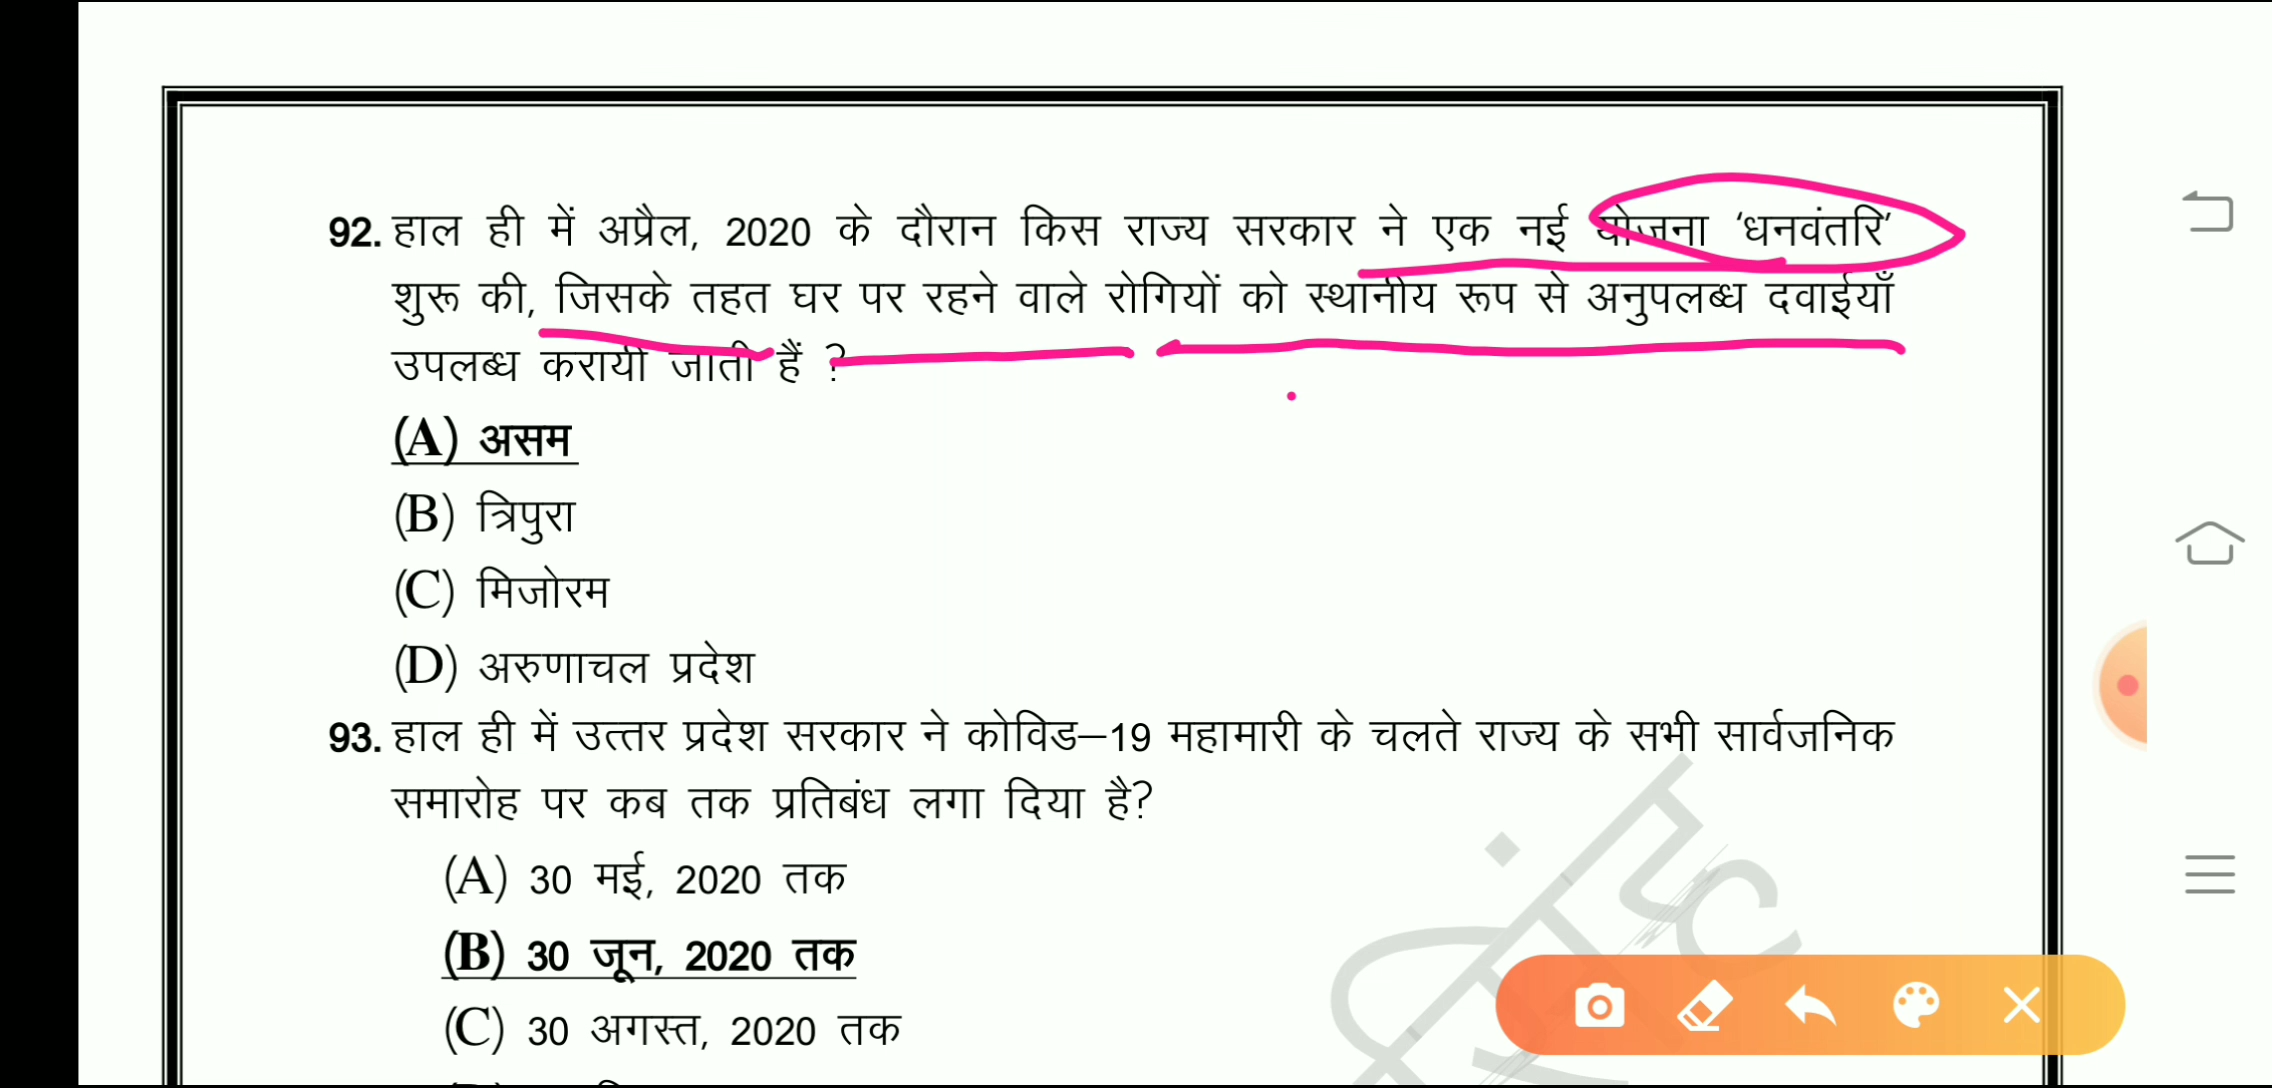 92. हाल ही में अप्रैल, 2020 के दौरान किस राज्य सरकार ने एक नई योजना 'धनवंतरि'
शुरू की, जिसके तहत घर पर रहने वाले रोगियों को स्थानीय रूप से अनुपलब्ध दवाईयाँ
उपलब्ध करायी जाती हैं ?
(A) असम
(B) त्रिपुरा
(C) मिजोरम
(D) अरुणाचल प्रदेश
93. हाल ही में उत्तर प्रदेश सरकार ने कोविड–19 महामारी के चलते राज्य के सभी सार्वजनिक
समारोह पर कब तक प्रतिबंध लगा दिया है?
(A) 30 मई, 2020 तक
(B) 30 जून, 2020 तक
(C) 30 अगस्त, 2020 तक